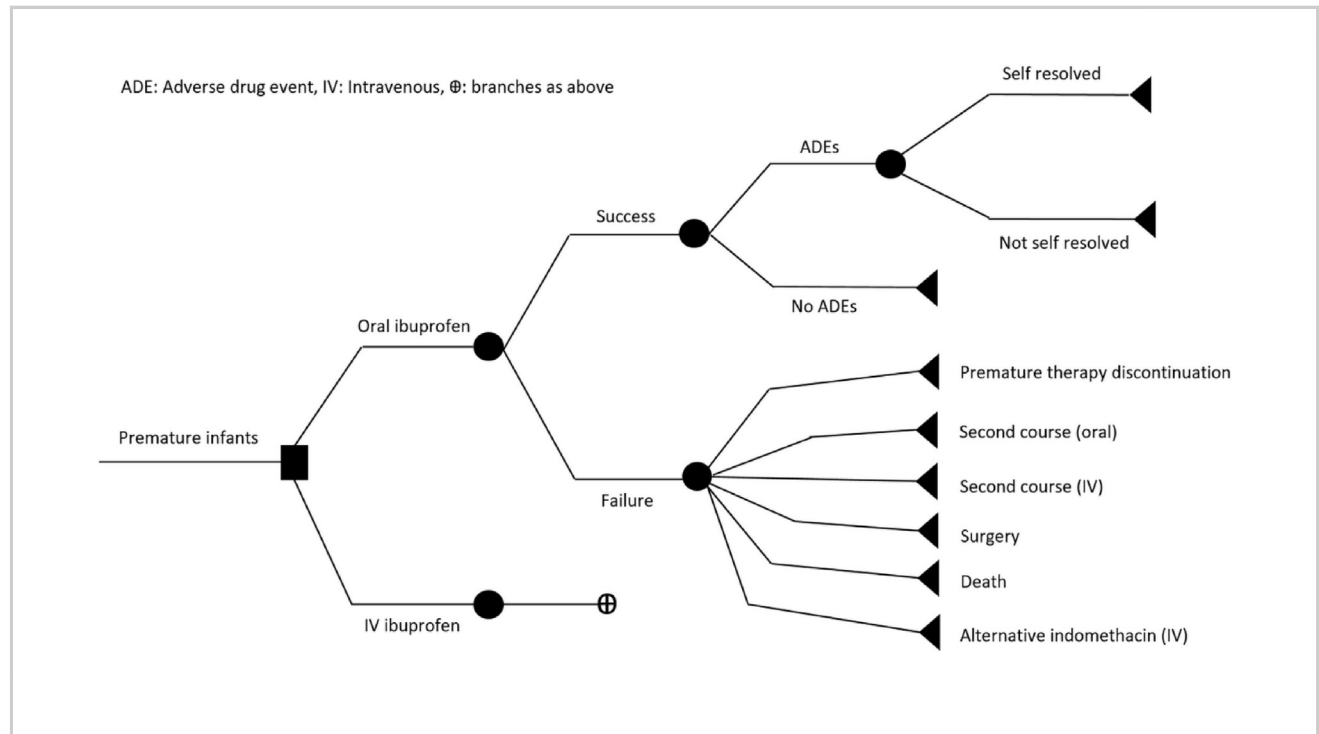 ADE: Adverse drug event, IV: Intravenous, ⊕: branches as above
Self resolved
ADEs
Success
Not self resolved
No ADEs
Oral ibuprofen
Premature therapy discontinuation
Premature infants
Second course (oral)
Second course (IV)
Failure
Surgery
Death
IV ibuprofen
Alternative indomethacin (IV)